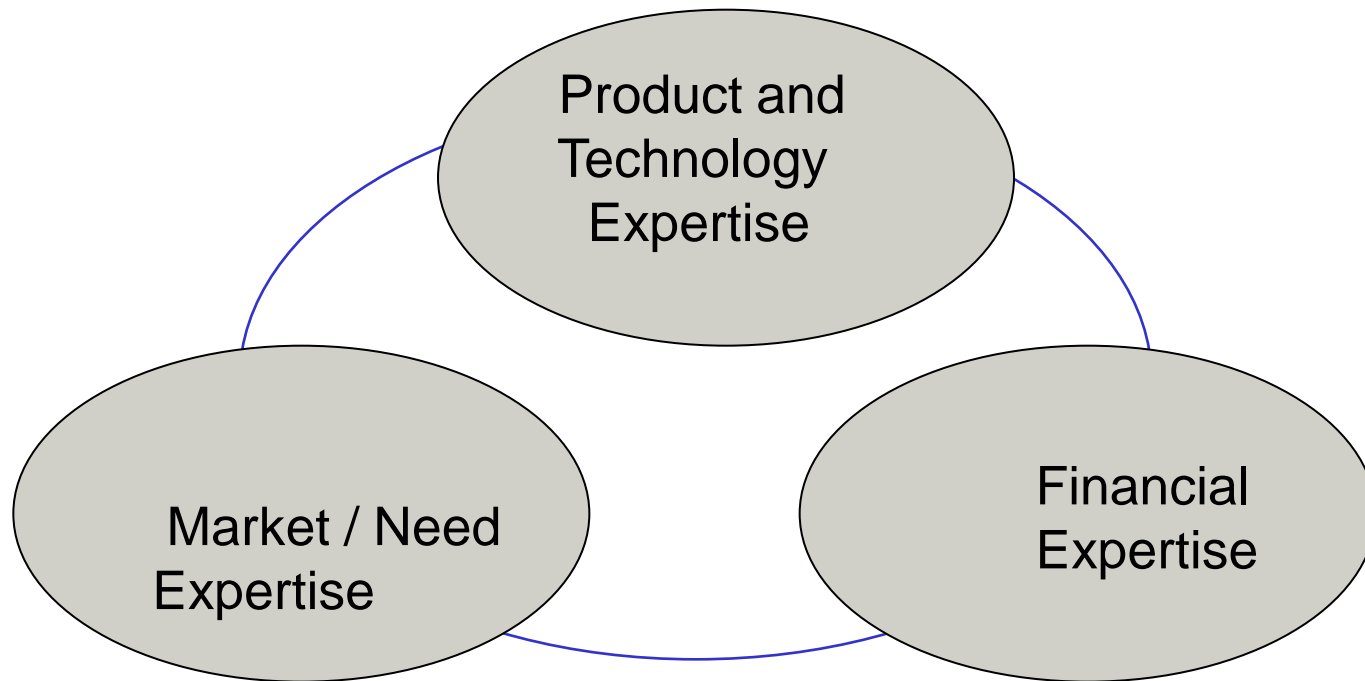 Product and
Technology
Expertise
Market / Need
Expertise
Financial
Expertise